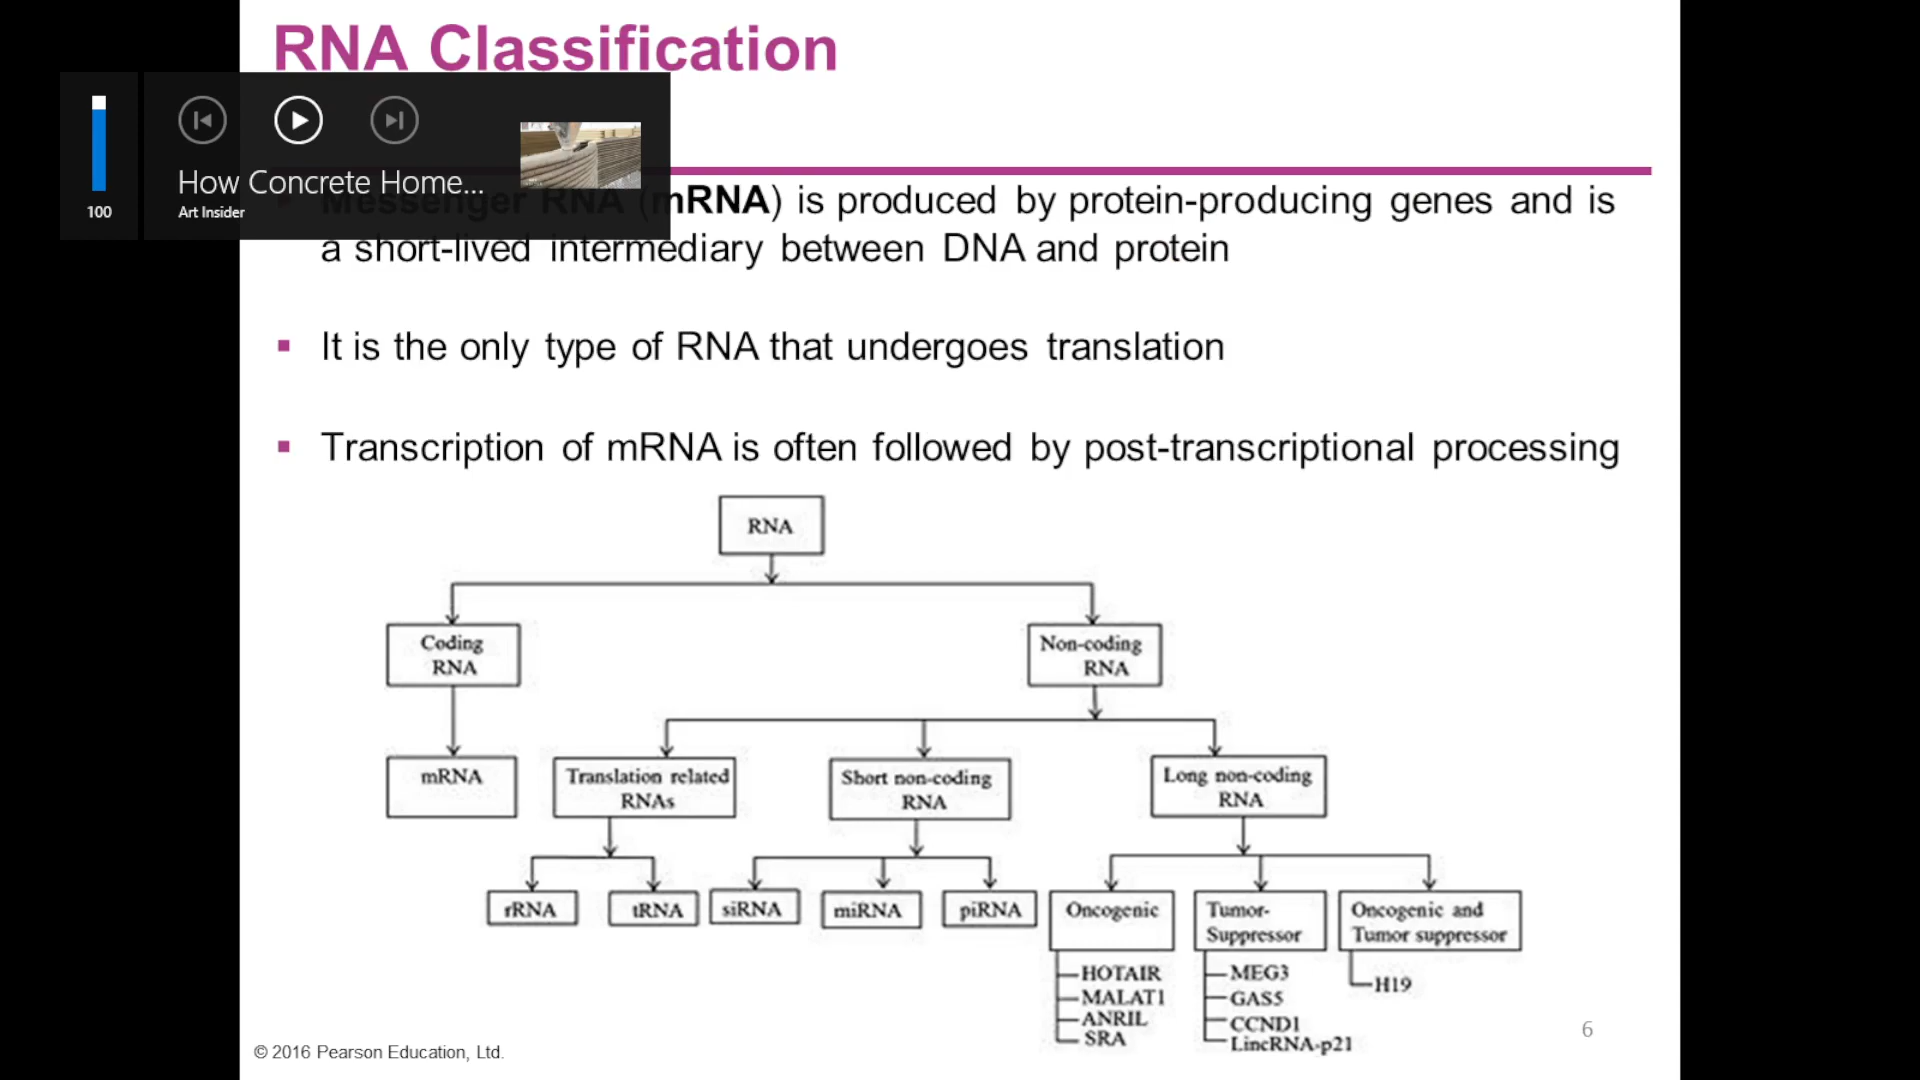 RNA Classification
100
How Concrete Home...
Art Insider
Messenger RNA (mRNA) is produced by protein-producing genes and is
a short-lived intermediary between DNA and protein
It is the only type of RNA that undergoes translation
Transcription of mRNA is often followed by post-transcriptional processing
RNA
Coding
RNA
Non-coding
RNA
mRNA
Translation related
RNAs
Short non-coding
RNA
Long non-coding
RNA
rRNA
tRNA
siRNA
miRNA
piRNA
Oncogenic
Tumor-
Suppressor
Oncogenic and
Tumor suppressor
HOTAIR
MALAT1
ANRIL
SRA
MEG3
GAS5
CCND1
LincRNA-p21
H19
6
© 2016 Pearson Education, Ltd.